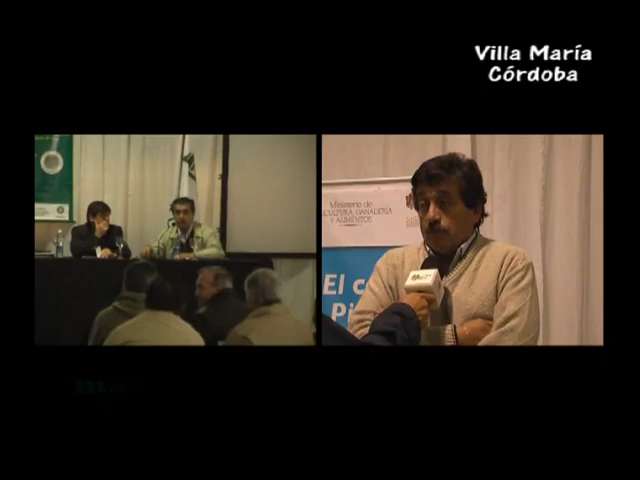 Villa María
Córdoba
Ministerio de
CULTURA, GANADERÍA
Y ALIMENTOS
El c
Pi